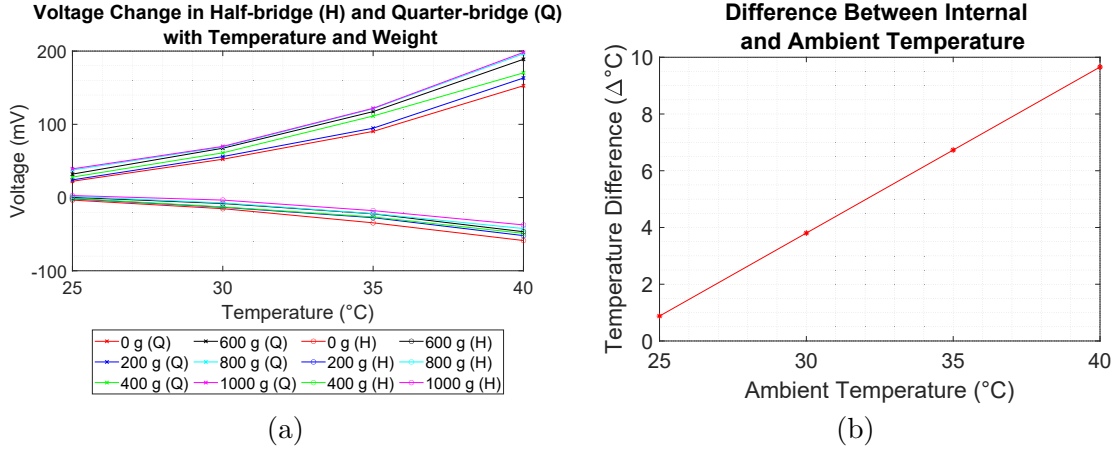 Voltage Change in Half-bridge (H) and Quarter-bridge (Q)
with Temperature and Weight
200
100
0
-100
Voltage (mV)
25
30
35
40
Temperature (°C)
0 g (Q)
600 g (Q)
0 g (H)
600 g (H)
200 g (Q)
800 g (Q)
200 g (H)
800 g (H)
400 g (Q)
1000 g (Q)
400 g (H)
1000 g (H)
(a)
Difference Between Internal
and Ambient Temperature
10
8
6
4
2
0
Temperature Difference (Δ°C)
25
30
35
40
Ambient Temperature (°C)
(b)